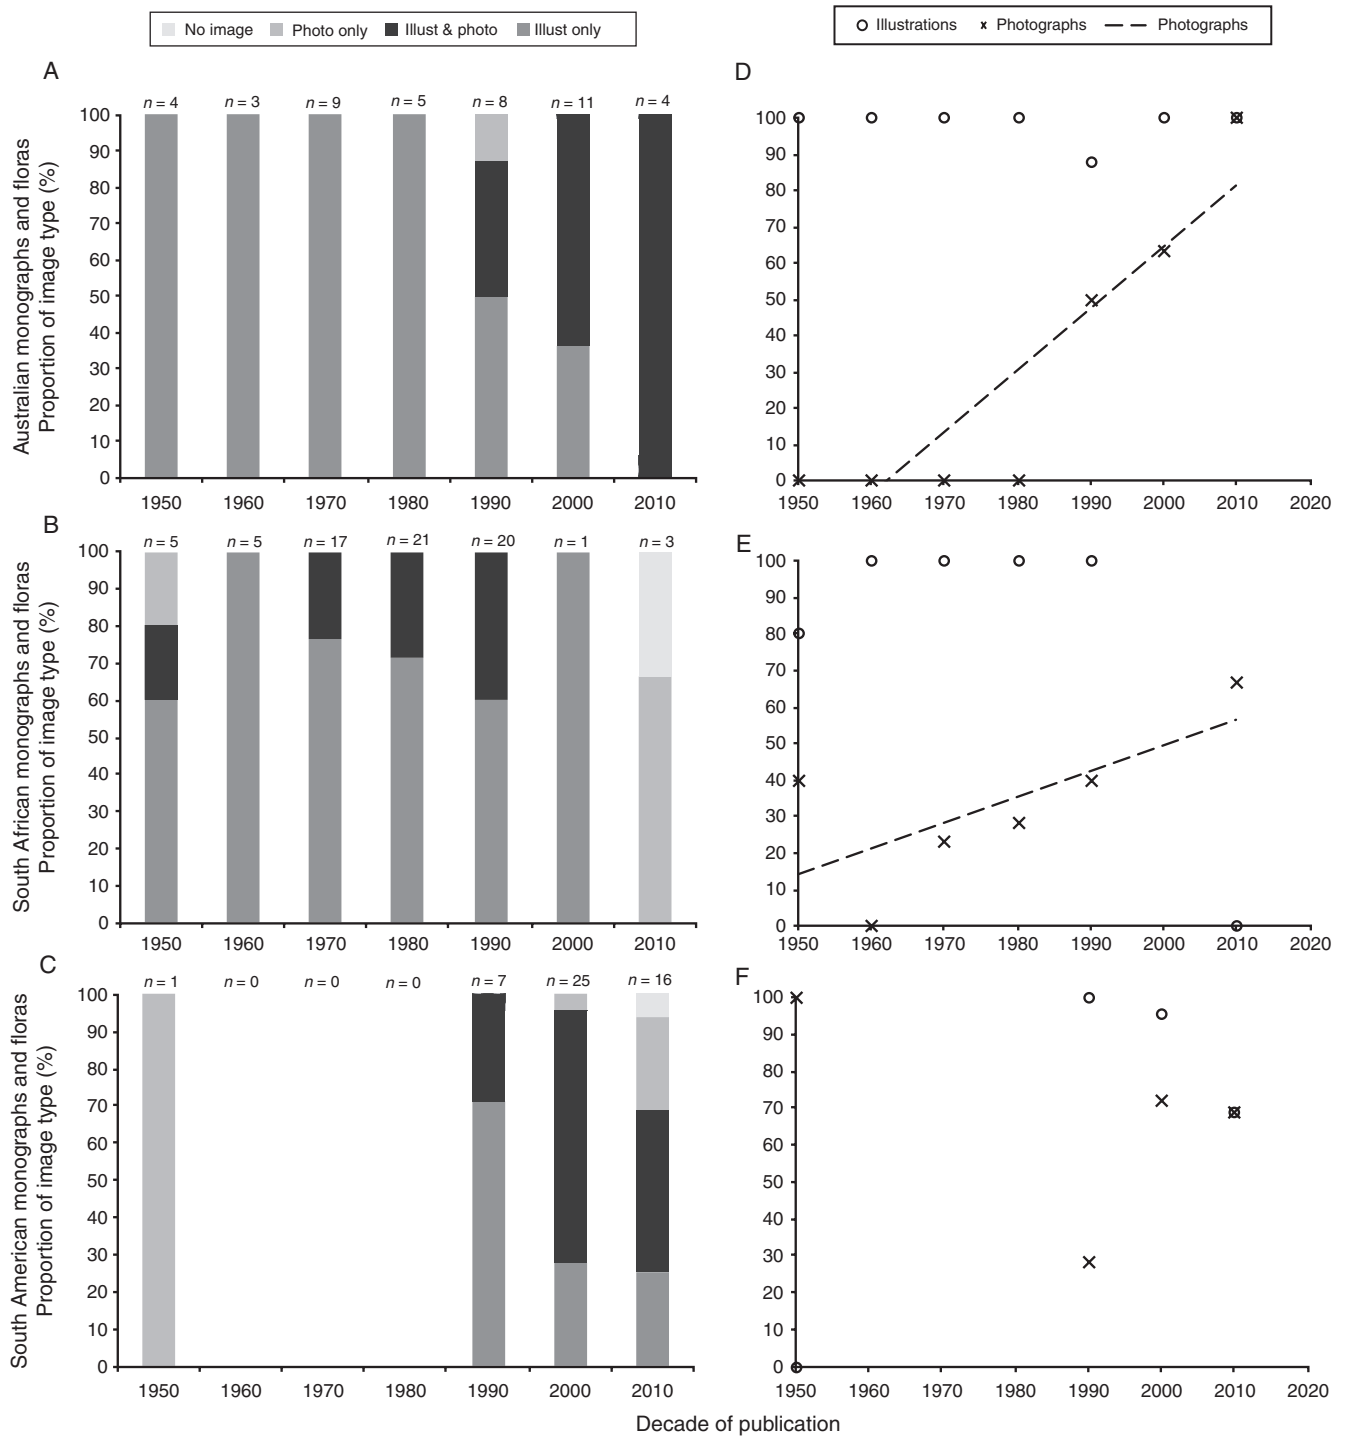 No image Photo only Illust & photo Illust only
Illustrations Photographs Photographs
A
Australian monographs and floras
Proportion of image type (%)
n = 4 n = 3 n = 9 n = 5 n = 8 n = 11 n = 4
100
90
80
70
60
50
40
30
20
10
0
1950 1960 1970 1980 1990 2000 2010
D
100
90
80
70
60
50
40
30
20
10
0
1950 1960 1970 1980 1990 2000 2010 2020
B
South African monographs and floras
Proportion of image type (%)
n = 5 n = 5 n = 17 n = 21 n = 20 n = 1 n = 3
100
90
80
70
60
50
40
30
20
10
0
1950 1960 1970 1980 1990 2000 2010
E
100
90
80
70
60
50
40
30
20
10
0
1950 1960 1970 1980 1990 2000 2010 2020
C
South American monographs and floras
Proportion of image type (%)
n = 1 n = 0 n = 0 n = 0 n = 7 n = 25 n = 16
100
90
80
70
60
50
40
30
20
10
0
1950 1960 1970 1980 1990 2000 2010
F
100
90
80
70
60
50
40
30
20
10
0
1950 1960 1970 1980 1990 2000 2010 2020
Decade of publication